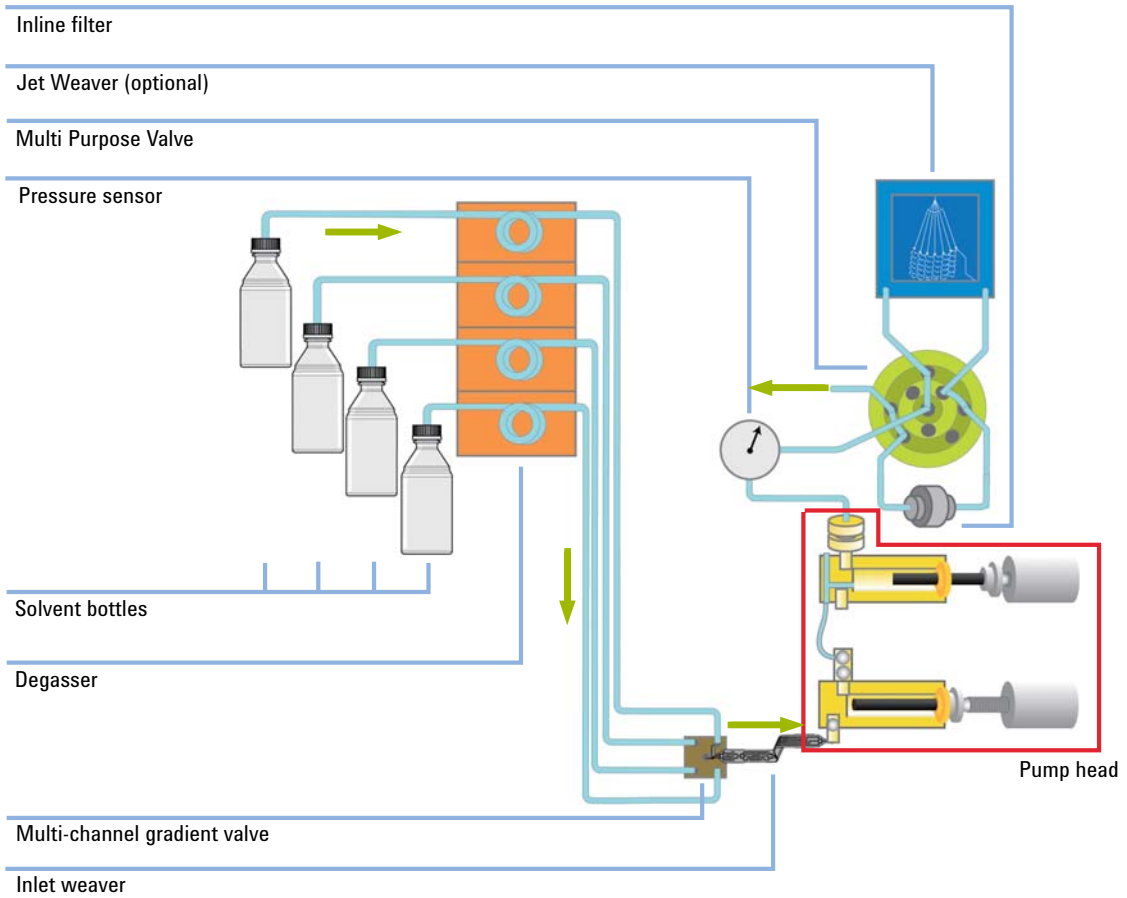 Inline filter
Jet Weaver (optional)
Multi Purpose Valve
Pressure sensor
Solvent bottles
Degasser
Pump head
Multi-channel gradient valve
Inlet weaver